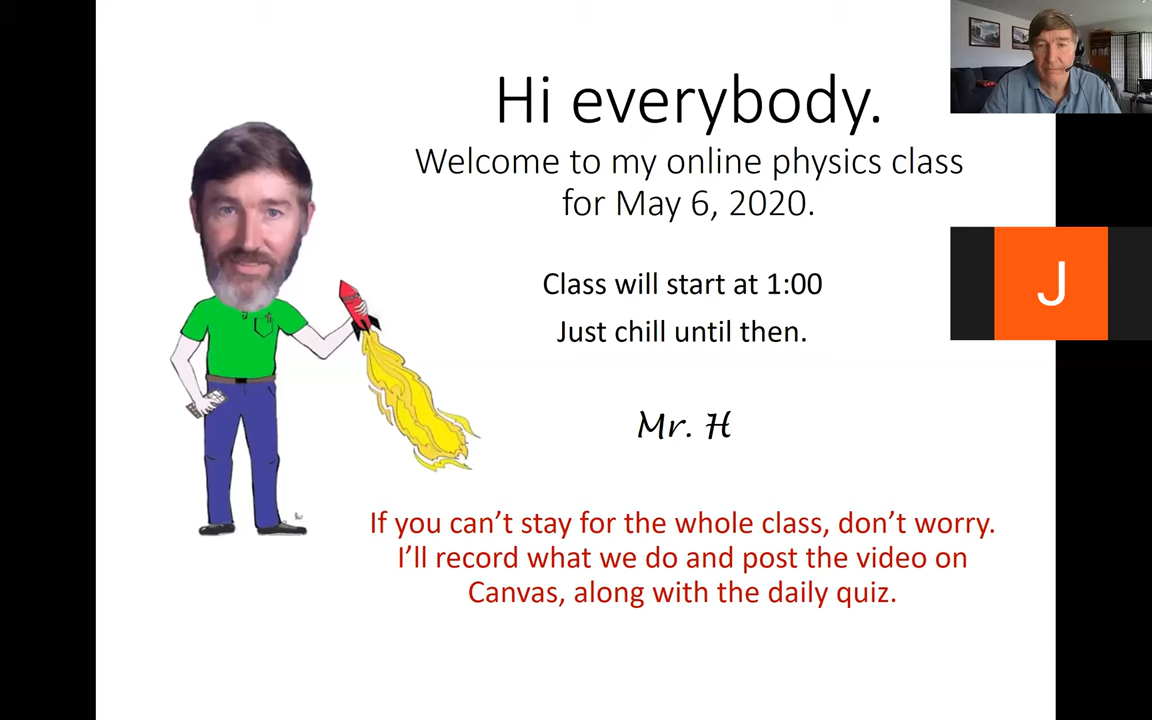 Hi everybody.
Welcome to my online physics class
for May 6, 2020.
Class will start at 1:00
Just chill until then.
J
Mr. H
If you can’t stay for the whole class, don’t worry.
I’ll record what we do and post the video on
Canvas, along with the daily quiz.